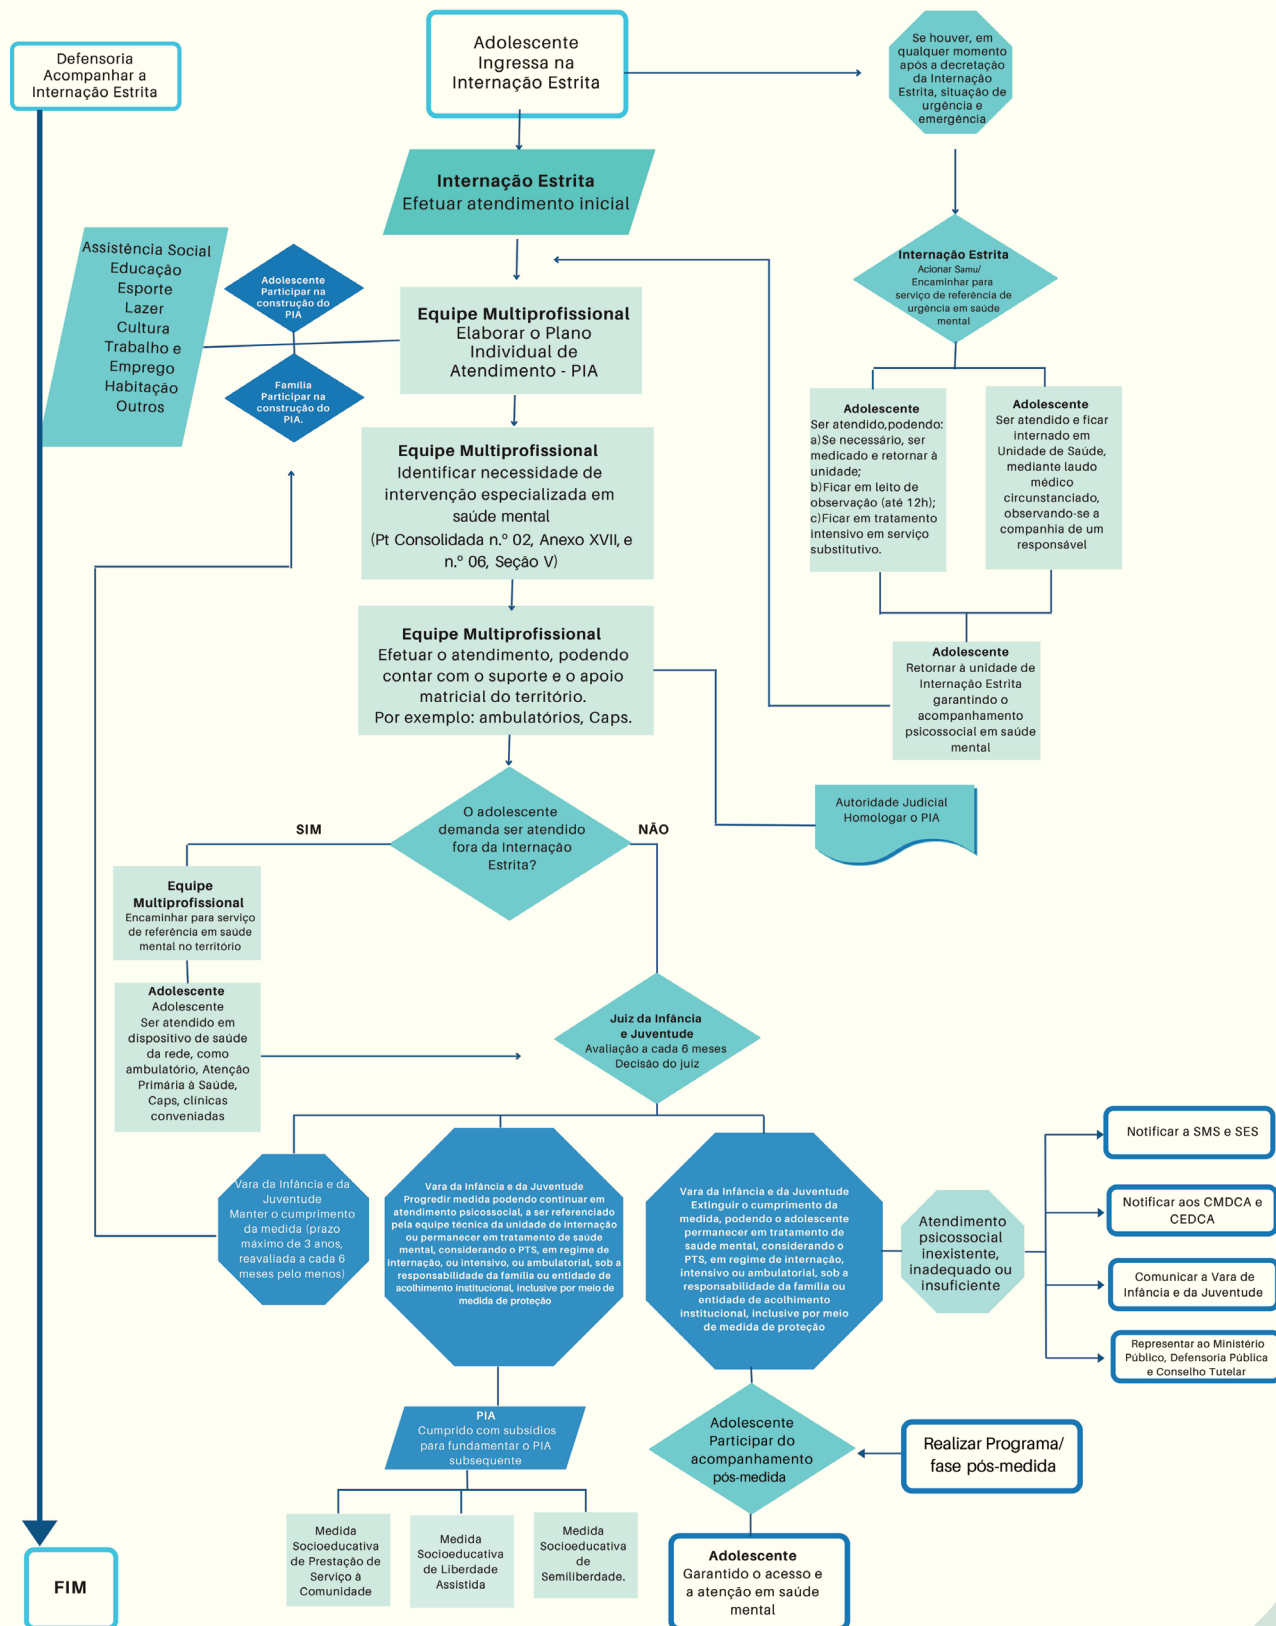 Defensoria
Acompanhar a
Internação Estrita
Adolescente
Ingressa na
Internação Estrita
Se houver, em
qualquer momento
após a decretação
da Internação
Estrita, situação de
urgência e
emergência
Internação Estrita
Efetuar atendimento inicial
Assistência Social
Educação
Esporte
Lazer
Cultura
Trabalho e
Emprego
Habitação
Outros
Adolescente
Participar na
construção do
PIA
Família
Participar na
construção do
PIA.
Equipe Multiprofissional
Elaborar o Plano
Individual de
Atendimento - PIA
Internação Estrita
Acionar Samu/
Encaminhar para
serviço de referência de
urgência em saúde
mental
Adolescente
Ser atendido,podendo:
a)Se necessário, ser
medicado e retornar à
unidade;
b)Ficar em leito de
observação (até 12h);
c)Ficar em tratamento
intensivo em serviço
substitutivo.
Adolescente
Ser atendido e ficar
internado em
Unidade de Saúde,
mediante laudo
médico
circunstanciado,
observando-se a
companhia de um
responsável
Equipe Multiprofissional
Identificar necessidade de
intervenção especializada em
saúde mental
(Pt Consolidada n.º 02, Anexo XVII, e
n.º 06, Seção V)
Equipe Multiprofissional
Efetuar o atendimento, podendo
contar com o suporte e o apoio
matricial do território.
Por exemplo: ambulatórios, Caps.
Adolescente
Retornar à unidade de
Internação Estrita
garantindo o
acompanhamento
psicossocial em saúde
mental
Autoridade Judicial
Homologar o PIA
O adolescente
demanda ser atendido
fora da Internação
Estrita?
SIM
NÃO
Equipe
Multiprofissional
Encaminhar para serviço
de referência em saúde
mental no território
Adolescente
Adolescente
Ser atendido em
dispositivo de saúde
da rede, como
ambulatório, Atenção
Primária à Saúde,
Caps, clínicas
conveniadas
Juiz da Infância
e Juventude
Avaliação a cada 6 meses
Decisão do juiz
Vara da Infância e da
Juventude
Manter o cumprimento
da medida (prazo
máximo de 3 anos,
reavaliada a cada 6
meses pelo menos)
Vara da Infância e da Juventude
Progredir medida podendo continuar em
atendimento psicossocial, a ser referenciado
pela equipe técnica da unidade de internação
ou permanecer em tratamento de saúde
mental, considerando o PTS, em regime de
internação, ou intensivo, ou ambulatorial, sob a
responsabilidade da família ou entidade de
acolhimento institucional, inclusive por meio de
medida de proteção
Vara da Infância e da Juventude
Extinguir o cumprimento da
medida, podendo o adolescente
permanecer em tratamento de
saúde mental, considerando o
PTS, em regime de internação,
intensivo ou ambulatorial, sob a
responsabilidade da família ou
entidade de acolhimento
institucional, inclusive por meio
de medida de proteção
Atendimento
psicossocial
inexistente,
inadequado ou
insuficiente
Notificar a SMS e SES
Notificar aos CMDCA e
CEDCA
Comunicar a Vara de
Infância e da Juventude
Representar ao Ministério
Público, Defensoria Pública
e Conselho Tutelar
PIA
Cumprido com subsídios
para fundamentar o PIA
subsequente
Medida
Socioeducativa
de Prestação de
Serviço à
Comunidade
Medida
Socioeducativa
de Liberdade
Assistida
Medida
Socioeducativa
de
Semiliberdade.
Adolescente
Participar do
acompanhamento
pós-medida
Realizar Programa/
fase pós-medida
Adolescente
Garantido o acesso e
a atenção em saúde
mental
FIM